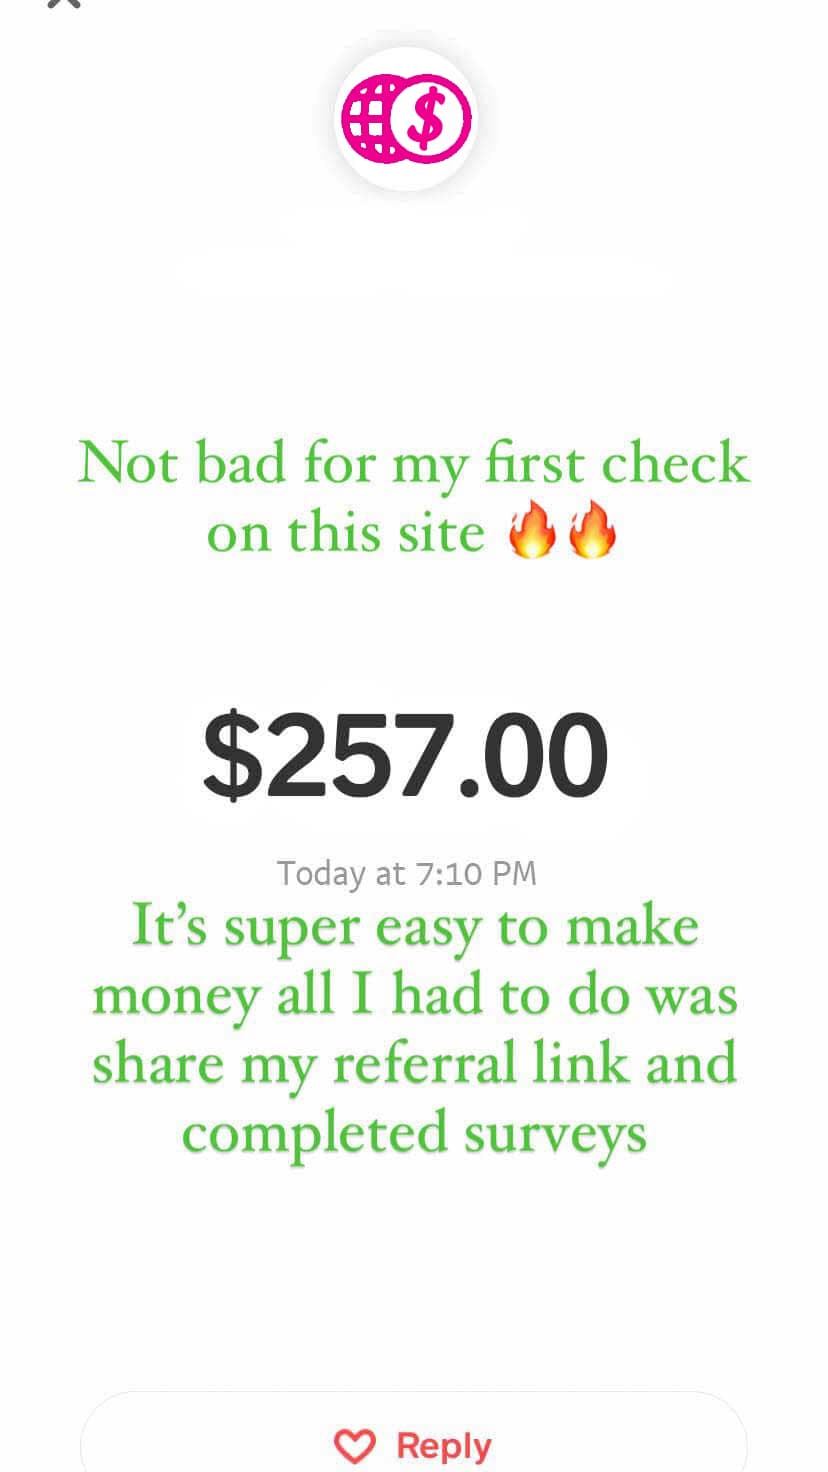 $
Not bad for my first check
on this site 🔥🔥
$257.00
Today at 7:10 PM
It’s super easy to make
money all I had to do was
share my referral link and
completed surveys
Reply